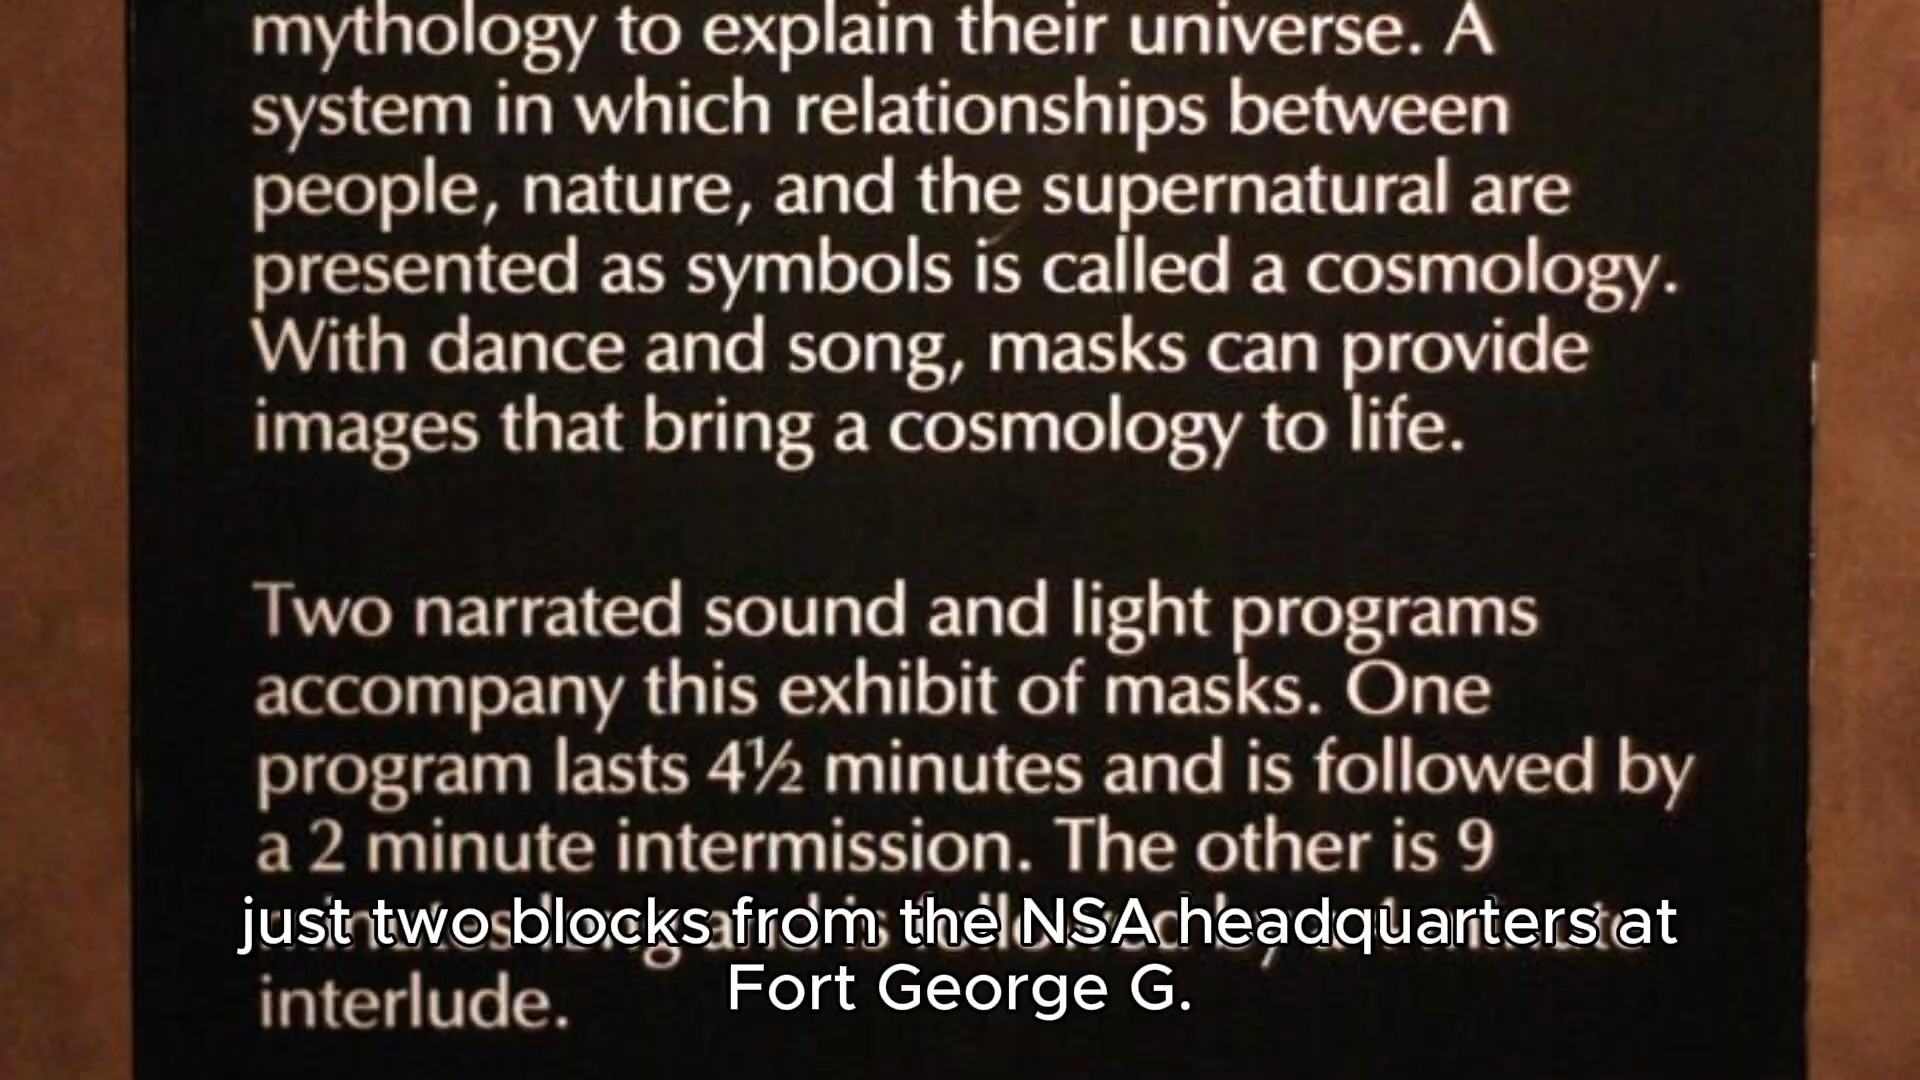 mythology to explain their universe. A
system in which relationships between
people, nature, and the supernatural are
presented as symbols is called a cosmology.
With dance and song, masks can provide
images that bring a cosmology to life.
Two narrated sound and light programs
accompany this exhibit of masks. One
program lasts 4½ minutes and is followed by
a 2 minute intermission. The other is 9
interlude.
just two blocks from the NSA headquarters at
Fort George G.